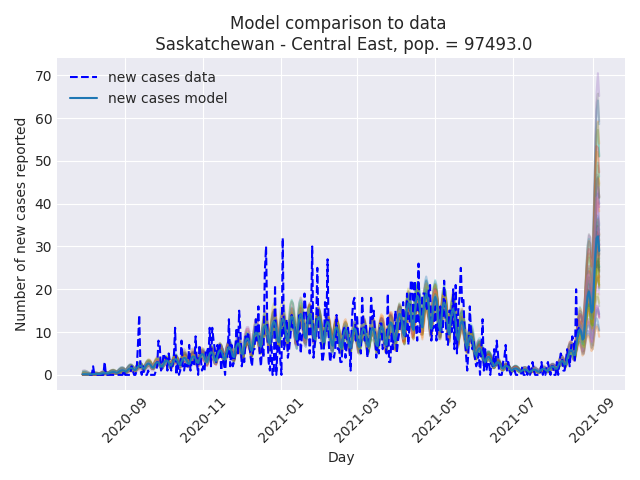 Model comparison to data
Saskatchewan - Central East, pop. = 97493.0
new cases data
new cases model
Number of new cases reported
70
60
50
40
30
20
10
0
2020-09
2020-11
2021-01
2021-03
2021-05
2021-07
2021-09
Day